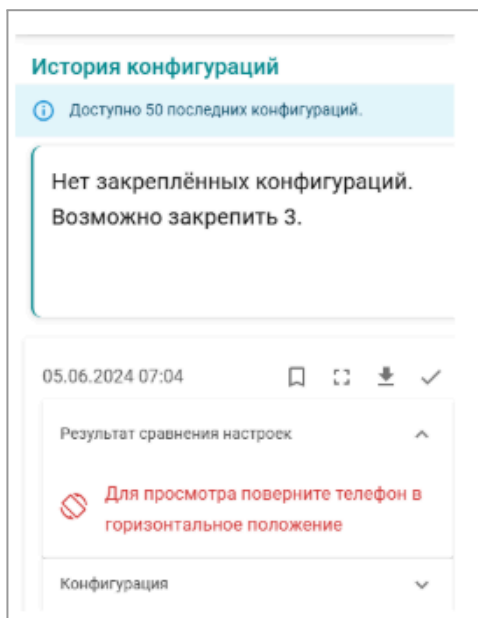 История конфигураций
Доступно 50 последних конфигураций.
Нет закреплённых конфигураций.
Возможно закрепить 3.
05.06.2024 07:04
Результат сравнения настроек
Для просмотра поверните телефон в
горизонтальное положение
Конфигурация